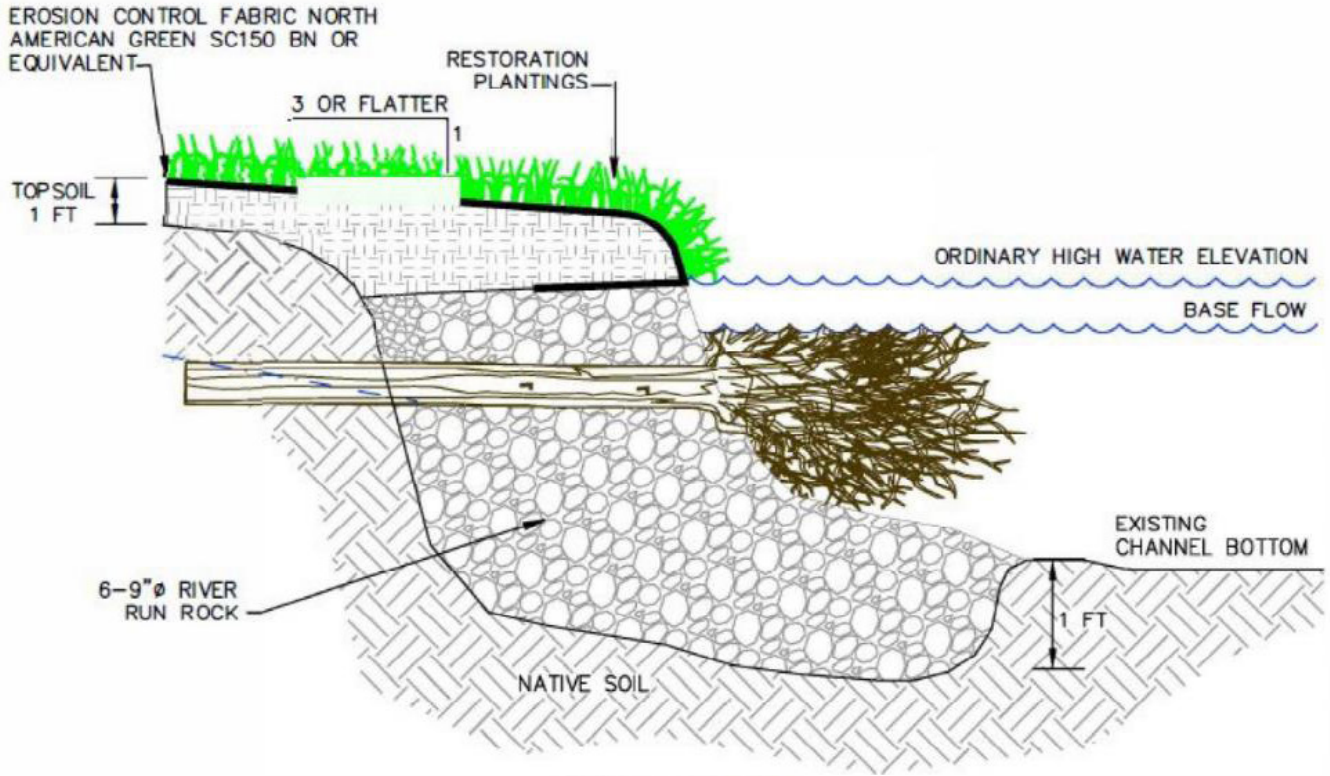 EROSION CONTROL FABRIC NORTH
AMERICAN GREEN SC150 BN OR
EQUIVALENT
RESTORATION
PLANTINGS
3 OR FLATTER
1
TOPSOIL
1 FT
ORDINARY HIGH WATER ELEVATION
BASE FLOW
EXISTING
CHANNEL BOTTOM
6-9"ø RIVER
RUN ROCK
1 FT
NATIVE SOIL